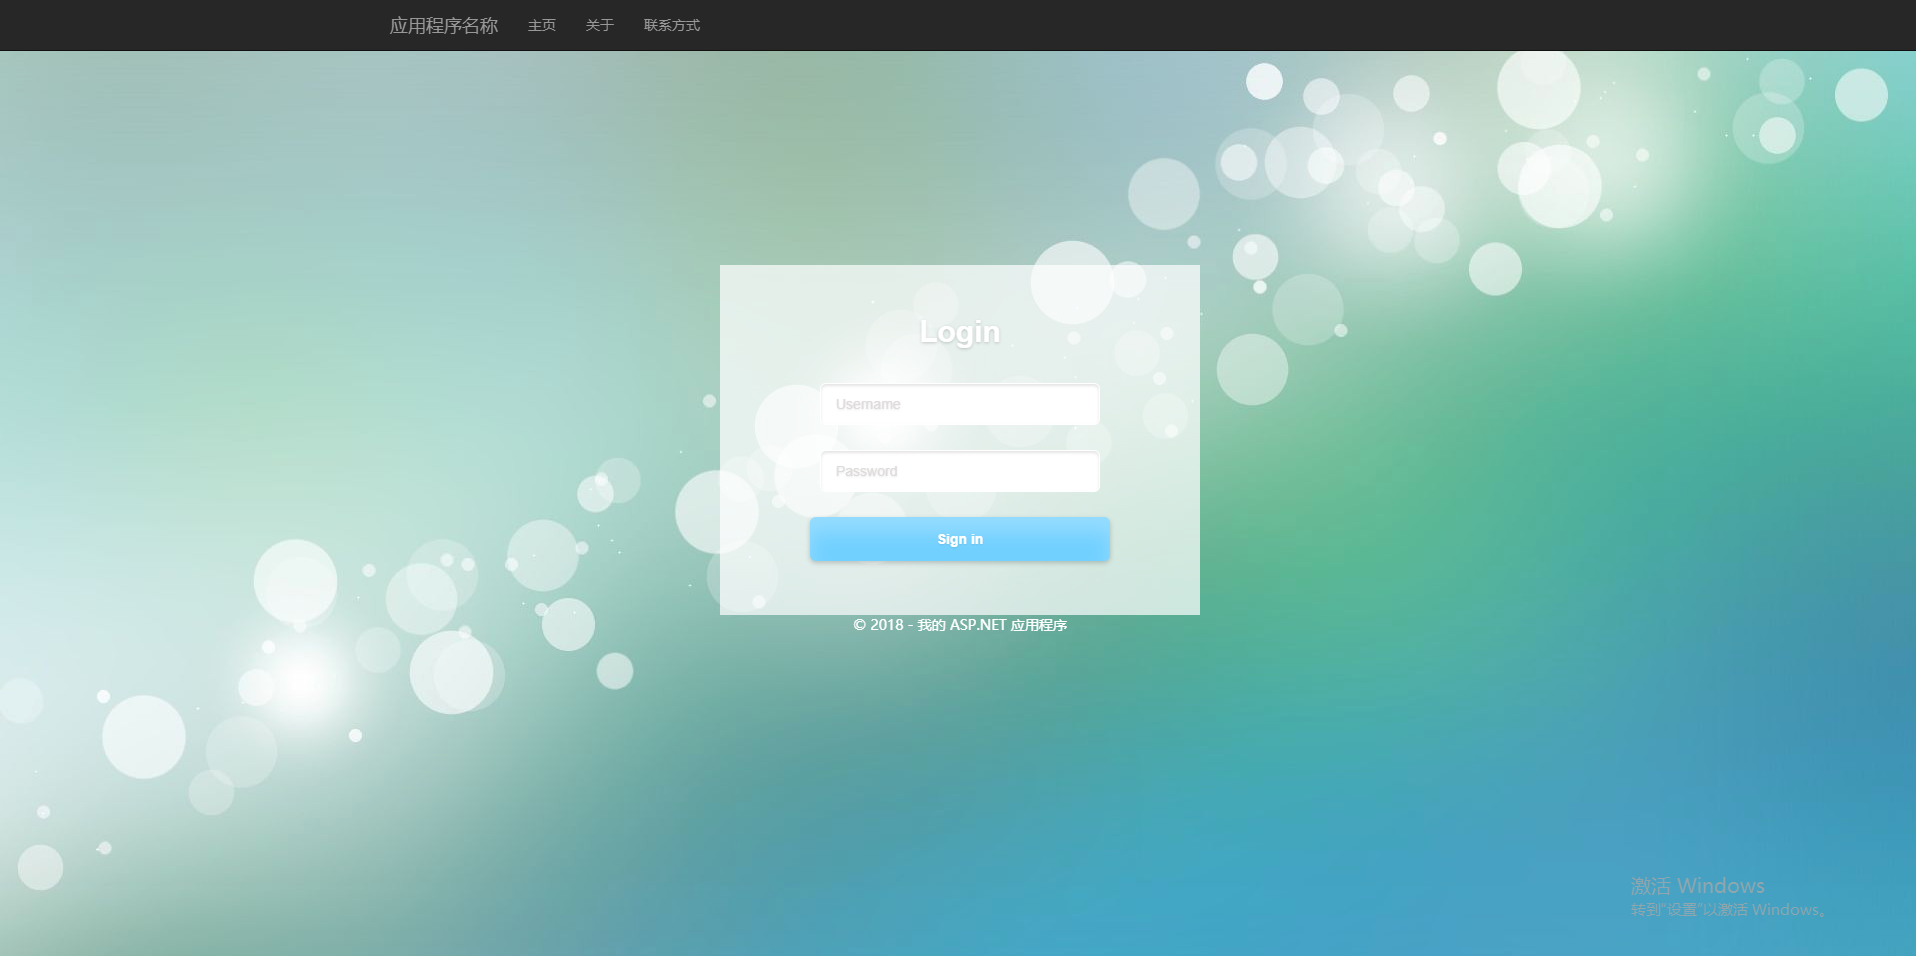 应用程序名称 主页 关于 联系方式
Login
Username
Password
Sign in
© 2018 - 我的 ASP.NET 应用程序
激活 Windows
转到"设置"以激活 Windows。